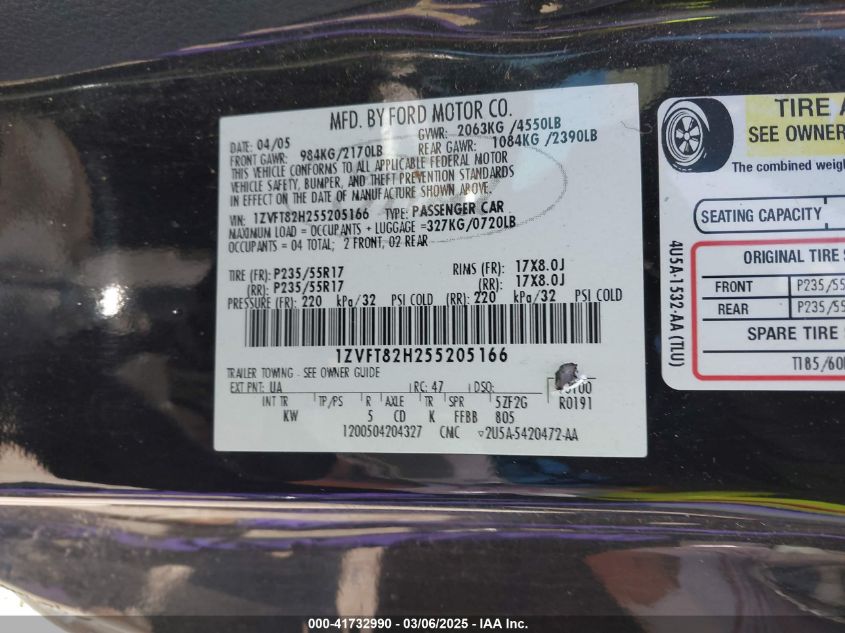 MFD. BY FORD MOTOR CO.
DATE: 04/05 GVWR: 2063KG /4550LB
FRONT GAWR: 984KG/2170LB REAR GAWR: 1084KG /2390LB
THIS VEHICLE CONFORMS TO ALL APPLICABLE FEDERAL MOTOR
VEHICLE SAFETY, BUMPER, AND THEFT PREVENTION STANDARDS
IN EFFECT ON THE DATE OF MANUFACTURE SHOWN ABOVE.
VIN: 1ZVFT82H255205166 TYPE: PASSENGER CAR
MAXIMUM LOAD = OCCUPANTS + LUGGAGE =327KG/0720LB
OCCUPANTS = 04 TOTAL; 2 FRONT, 02 REAR
TIRE (FR): P235/55R17 RIMS (FR): 17X8.0J
(RR): P235/55R17 (RR): 17X8.0J
PRESSURE (FR): 220 kPa/32 PSI COLD (RR): 220 kPa/32 PSI COLD
1ZVFT82H255205166
TRAILER TOWING - SEE OWNER GUIDE
EXT PNT: UA RC: 47 DSO:
INT TR TP/PS R AXLE TR SPR 5ZF2G R0191
KW 5 CD K FFBB 805
1200504204327 CMC ▽2U5A-5420472-AA
TIRE A
SEE OWNER
The combined weigh
SEATING CAPACITY
ORIGINAL TIRE S
FRONT P235/55
REAR P235/55
SPARE TIRE
T185/60
4U5A-1532-AA (TLU)
000-41732990 - 03/06/2025 - IAA Inc.